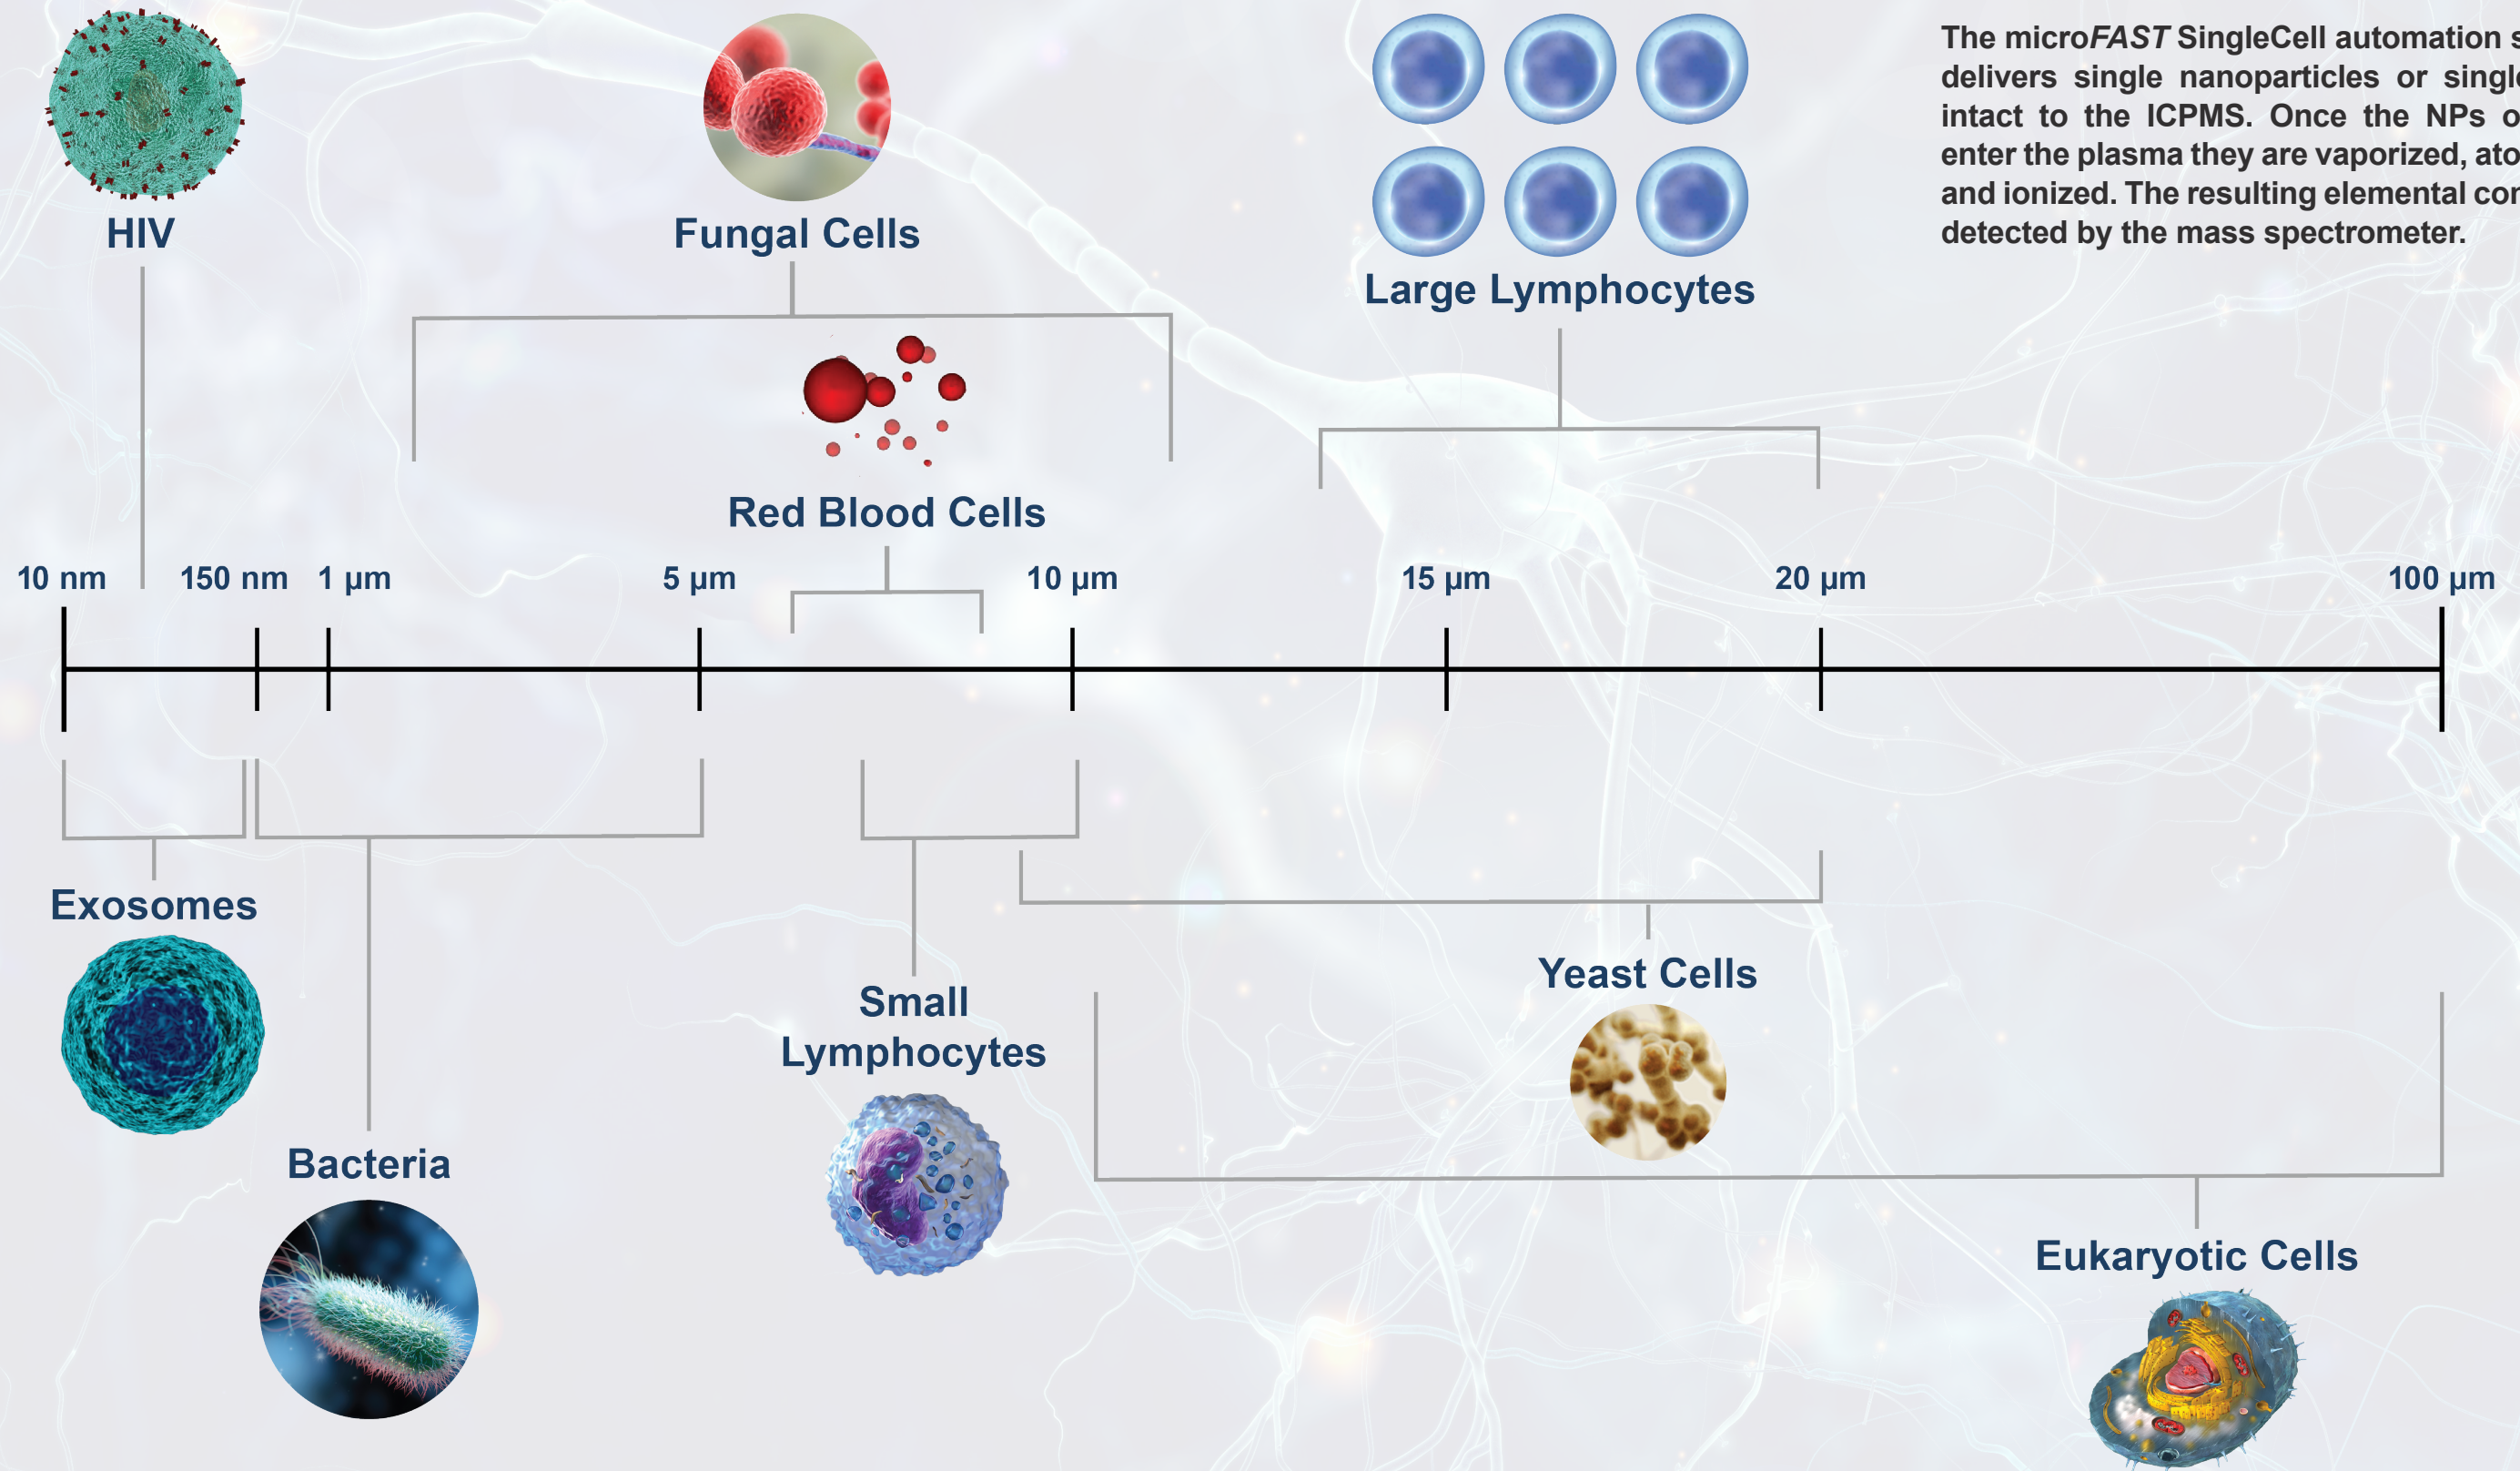 The microFAST SingleCell automation s
delivers single nanoparticles or single
intact to the ICPMS. Once the NPs o
enter the plasma they are vaporized, ato
and ionized. The resulting elemental con
detected by the mass spectrometer.
HIV
Fungal Cells
Large Lymphocytes
Red Blood Cells
10 nm 150 nm 1 µm 5 µm 10 µm 15 µm 20 µm 100 µm
Exosomes
Bacteria
Small
Lymphocytes
Yeast Cells
Eukaryotic Cells